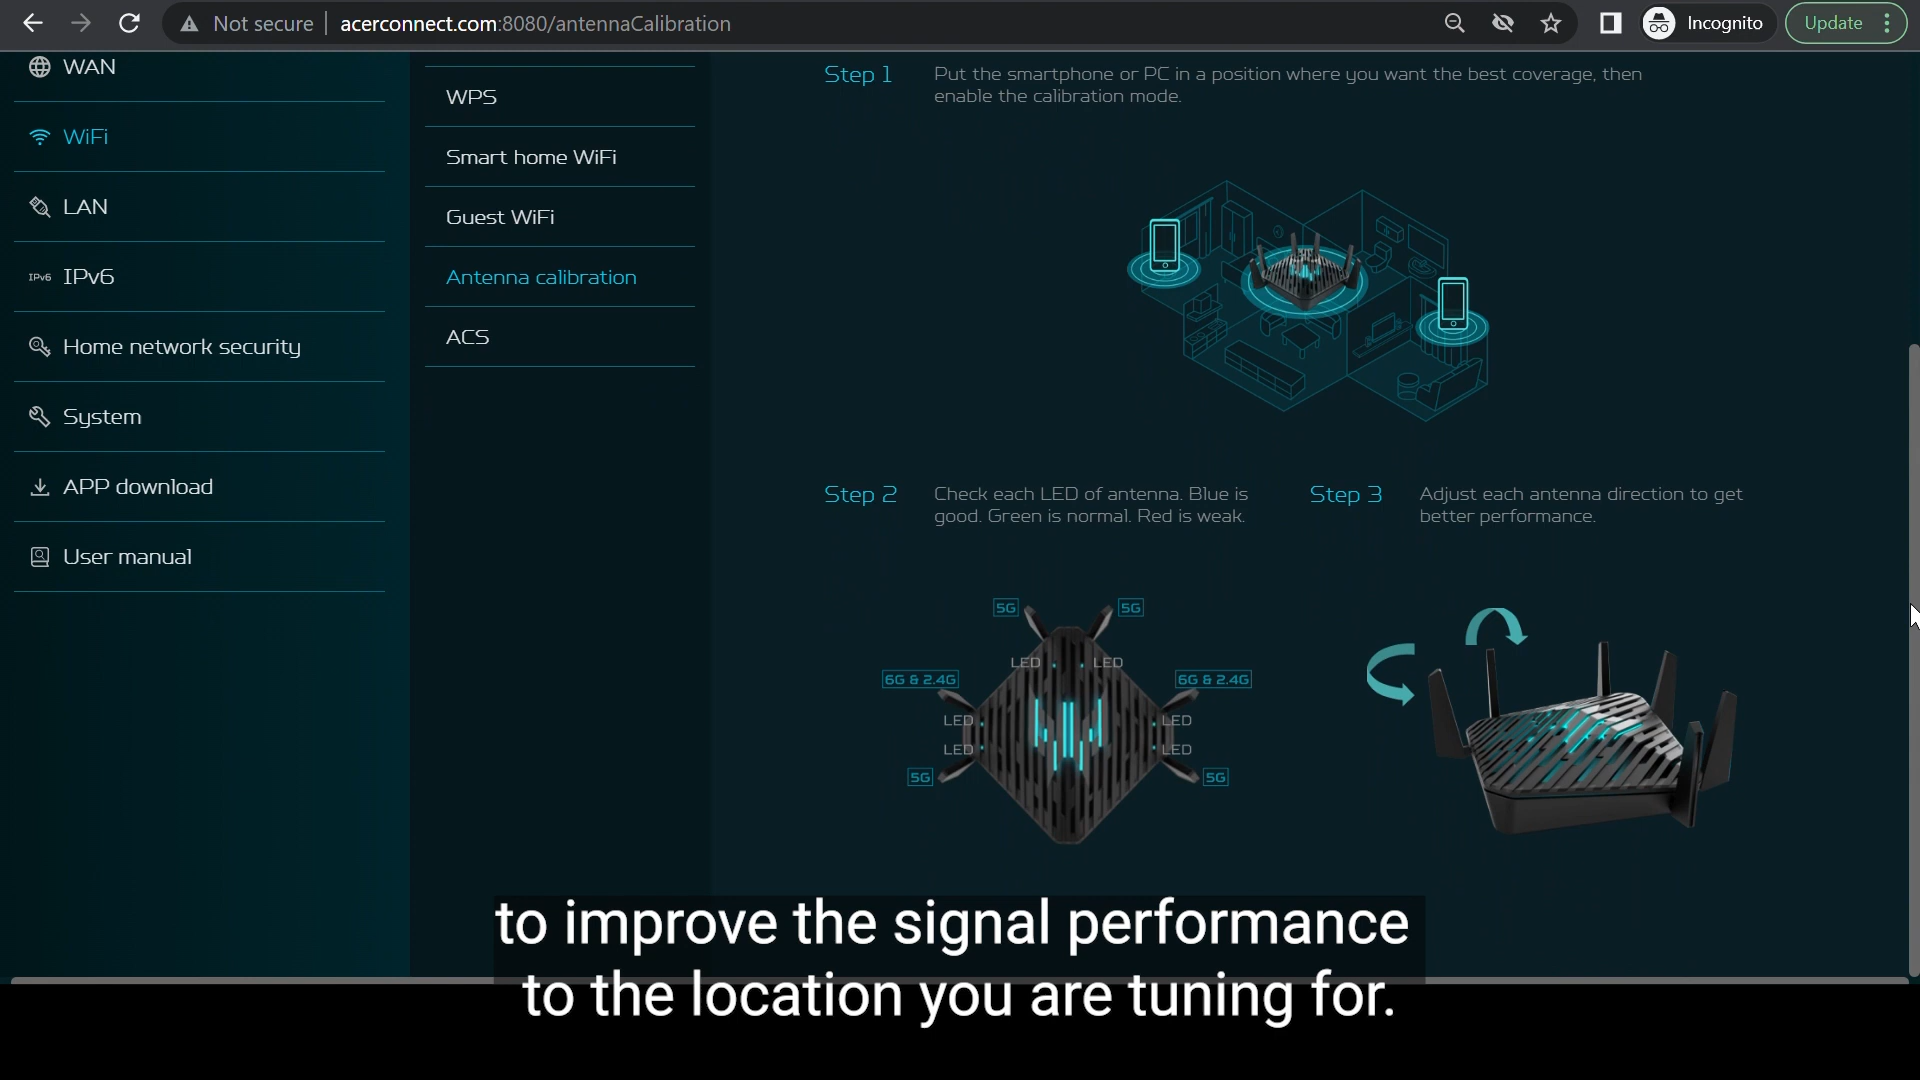 Not secure
acerconnect.com:8080/antennaCalibration
Incognito
Update
WAN
WiFi
LAN
IPv6 IPv6
Home network security
System
APP download
User manual
WPS
Smart home WiFi
Guest WiFi
Antenna calibration
ACS
Step 1
Put the smartphone or PC in a position where you want the best coverage, then
enable the calibration mode.
Step 2
Check each LED of antenna. Blue is
good. Green is normal. Red is weak.
Step 3
Adjust each antenna direction to get
better performance.
5G 5G
LED LED
6G & 2.4G 6G & 2.4G
LED LED
LED LED
5G 5G
to improve the signal performance
to the location you are tuning for.